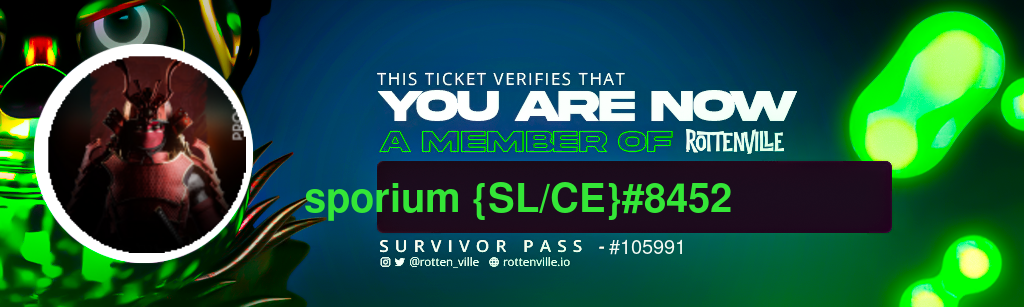 THIS TICKET VERIFIES THAT
YOU ARE NOW
A MEMBER OF ROTTENVILLE
sporium {SL/CE}#8452
SURVIVOR PASS - #105991
@rotten_ville rottenville.io